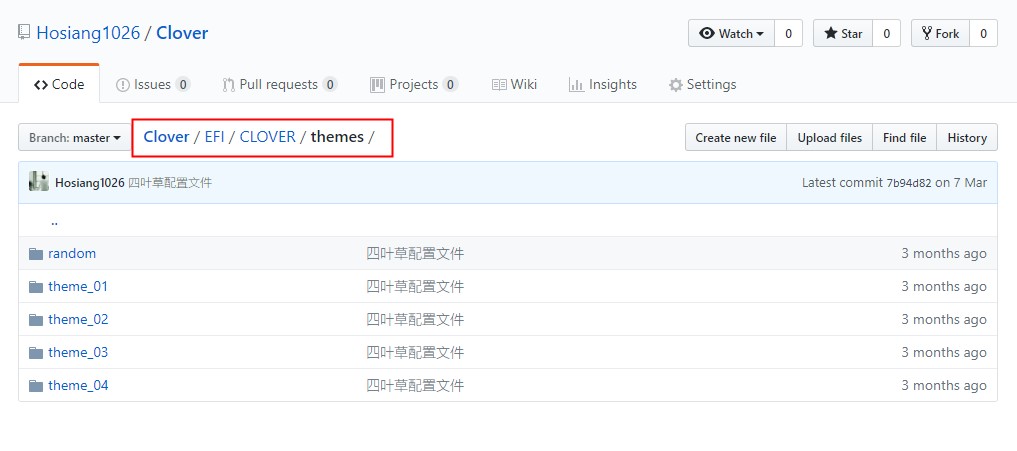 Hosiang1026 / Clover
Watch 0 Star 0 Fork 0
Code Issues 0 Pull requests 0 Projects 0 Wiki Insights Settings
Branch: master Clover / EFI / CLOVER / themes / Create new file Upload files Find file History
Hosiang1026 四叶草配置文件 Latest commit 7b94d82 on 7 Mar
..
random 四叶草配置文件 3 months ago
theme_01 四叶草配置文件 3 months ago
theme_02 四叶草配置文件 3 months ago
theme_03 四叶草配置文件 3 months ago
theme_04 四叶草配置文件 3 months ago